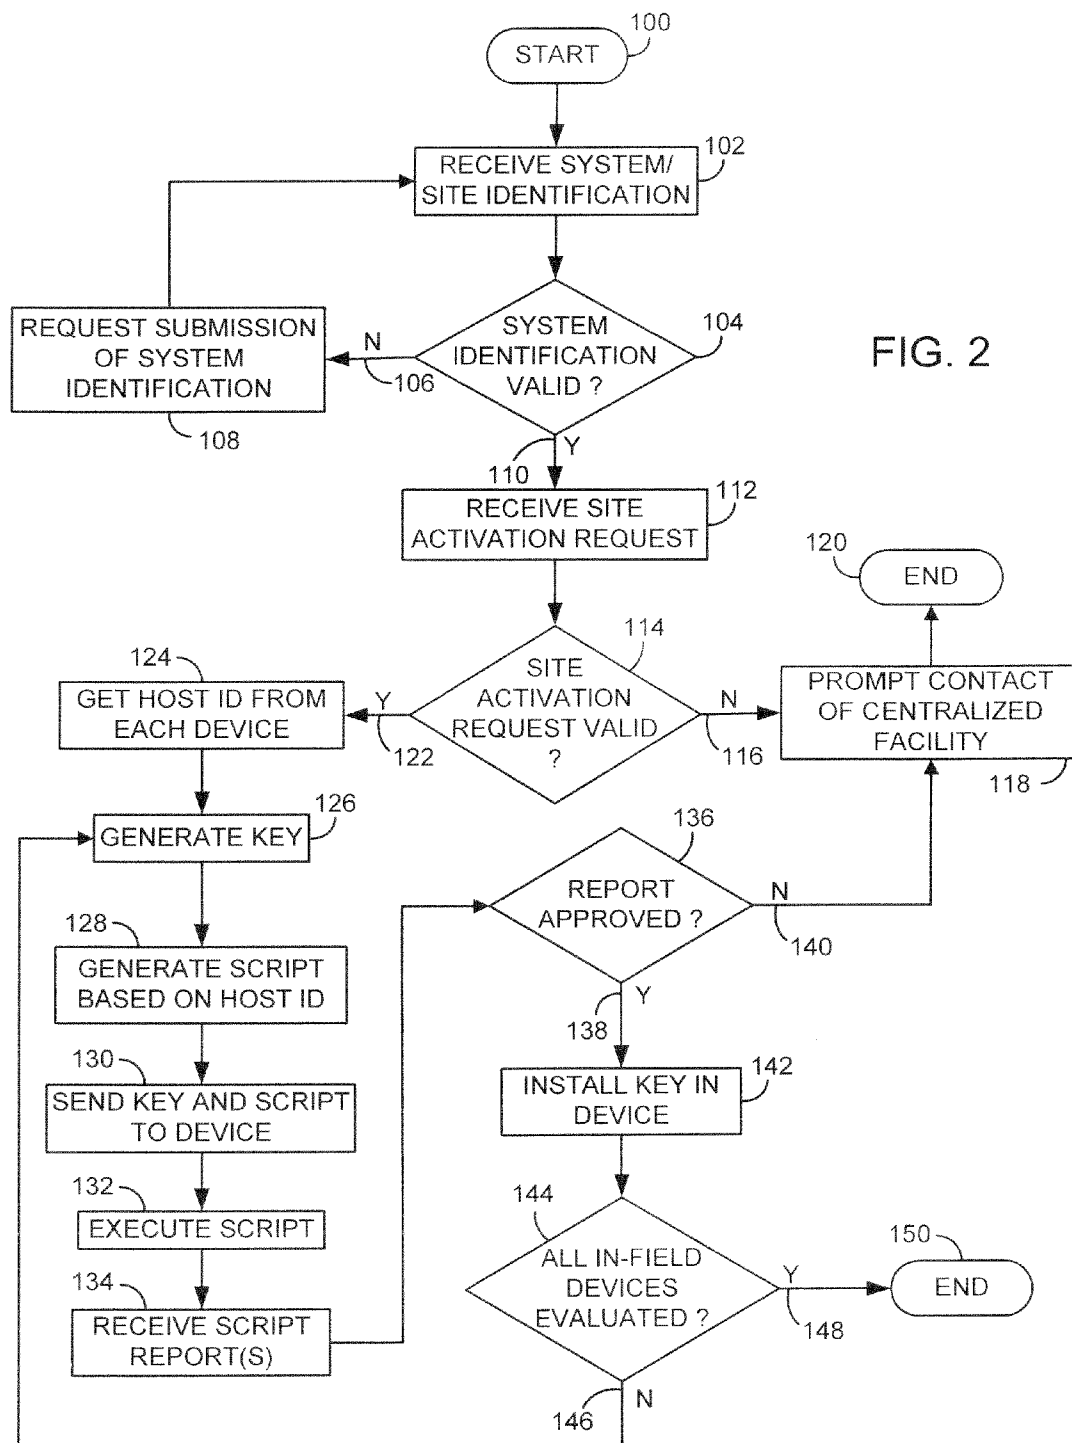 100
START
102
RECEIVE SYSTEM/
SITE IDENTIFICATION
104
SYSTEM
IDENTIFICATION
VALID ?
FIG. 2
REQUEST SUBMISSION
OF SYSTEM
IDENTIFICATION
N
106
108
Y
110
112
RECEIVE SITE
ACTIVATION REQUEST
120
END
114
SITE
ACTIVATION
REQUEST VALID
?
N
116
PROMPT CONTACT
OF CENTRALIZED
FACILITY
118
124
GET HOST ID FROM
EACH DEVICE
Y
122
126
GENERATE KEY
128
GENERATE SCRIPT
BASED ON HOST ID
130
SEND KEY AND SCRIPT
TO DEVICE
132
EXECUTE SCRIPT
134
RECEIVE SCRIPT
REPORT(S)
136
REPORT
APPROVED ?
N
140
Y
138
142
INSTALL KEY IN
DEVICE
144
ALL IN-FIELD
DEVICES
EVALUATED ?
Y
148
150
END
146
N